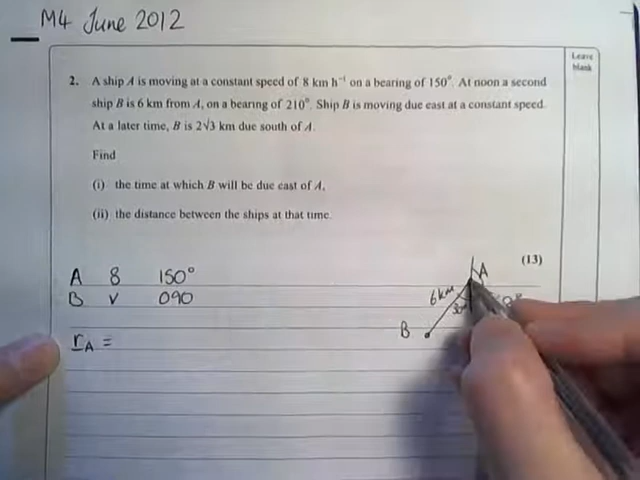 M4 June 2012
Leave
blank
2. A ship A is moving at a constant speed of 8 km h⁻¹ on a bearing of 150°. At noon a second
ship B is 6 km from A, on a bearing of 210°. Ship B is moving due east at a constant speed.
At a later time, B is 2√3 km due south of A.
Find
(i) the time at which B will be due east of A,
(ii) the distance between the ships at that time.
(13)
A 8 150°
B v 090
A
6km
B
r_A =